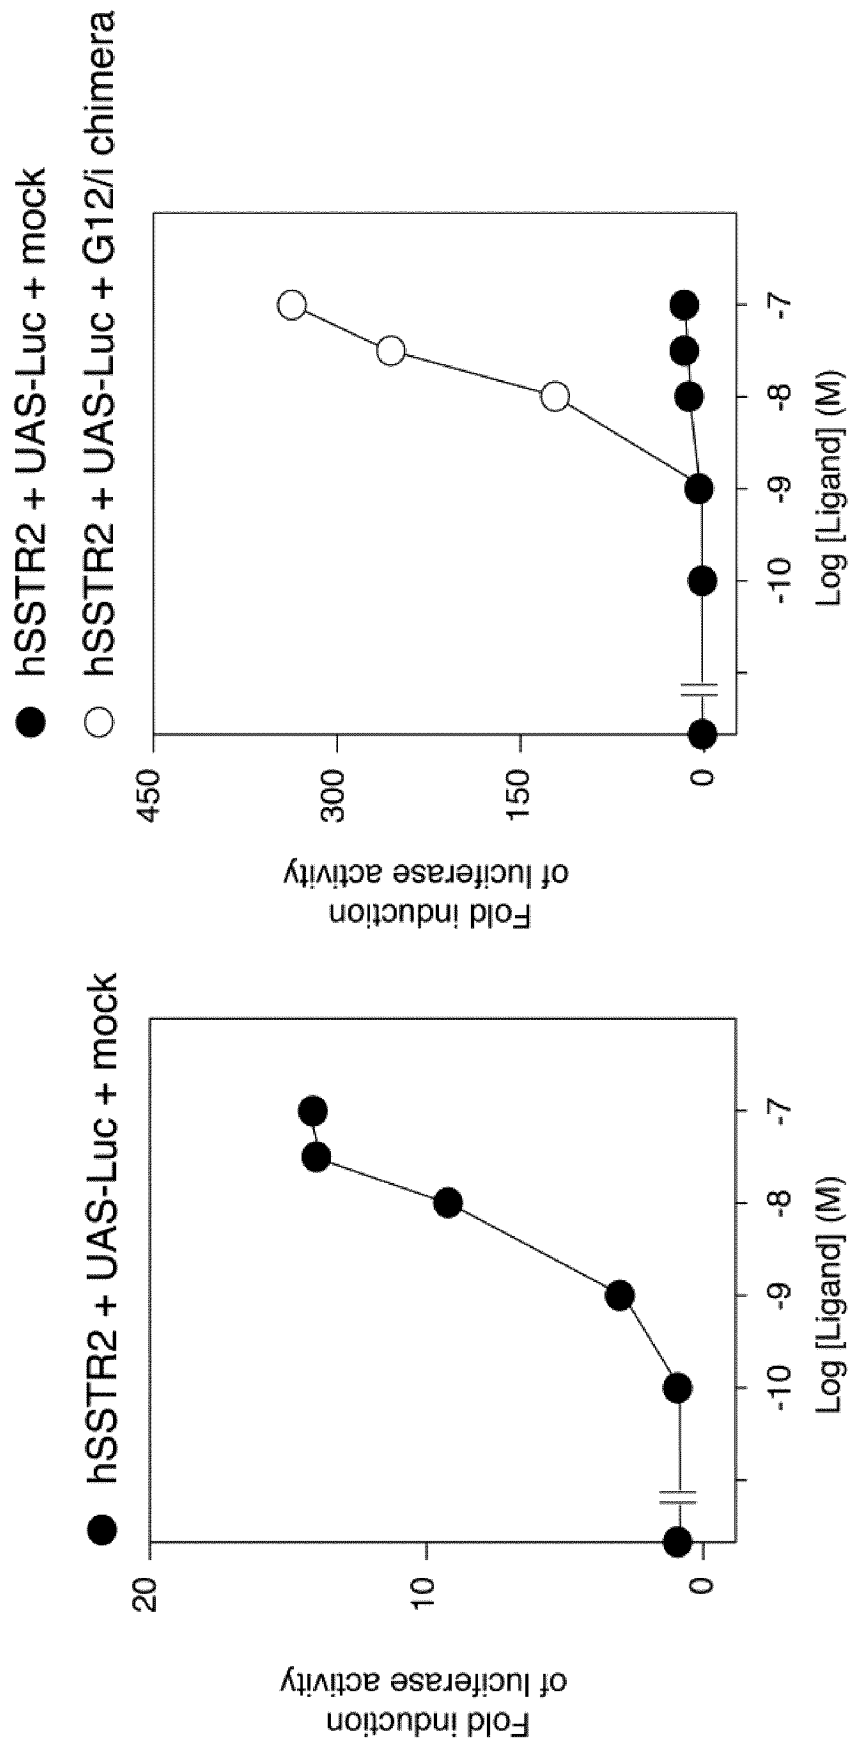 ● hSSTR2 + UAS-Luc + mock
Fold induction
of luciferase activity
20
10
0
-10
-9
-8
-7
Log [Ligand] (M)
● hSSTR2 + UAS-Luc + mock
○ hSSTR2 + UAS-Luc + G12/i chimera
Fold induction
of luciferase activity
450
300
150
0
-10
-9
-8
-7
Log [Ligand] (M)